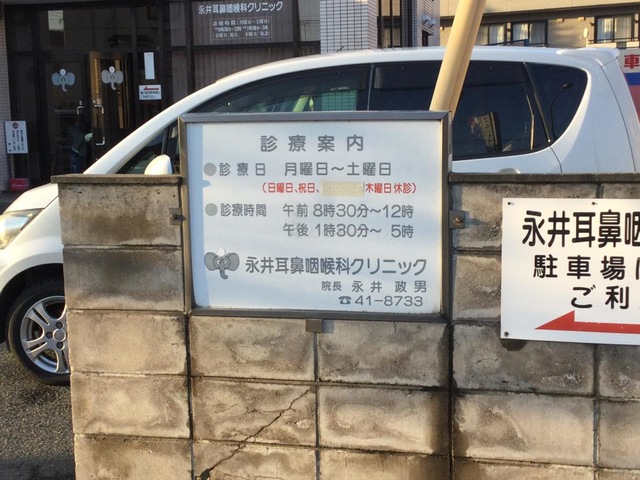 永井耳鼻咽喉科クリニック
診療案内
●診療日 月曜日～土曜日
(日曜日、祝日、木曜日休診)
●診療時間 午前 8時30分～12時
午後 1時30分～ 5時
永井耳鼻咽喉科クリニック
院長 永井政男
☎41-8733
永井耳鼻咽
駐車場
ご利